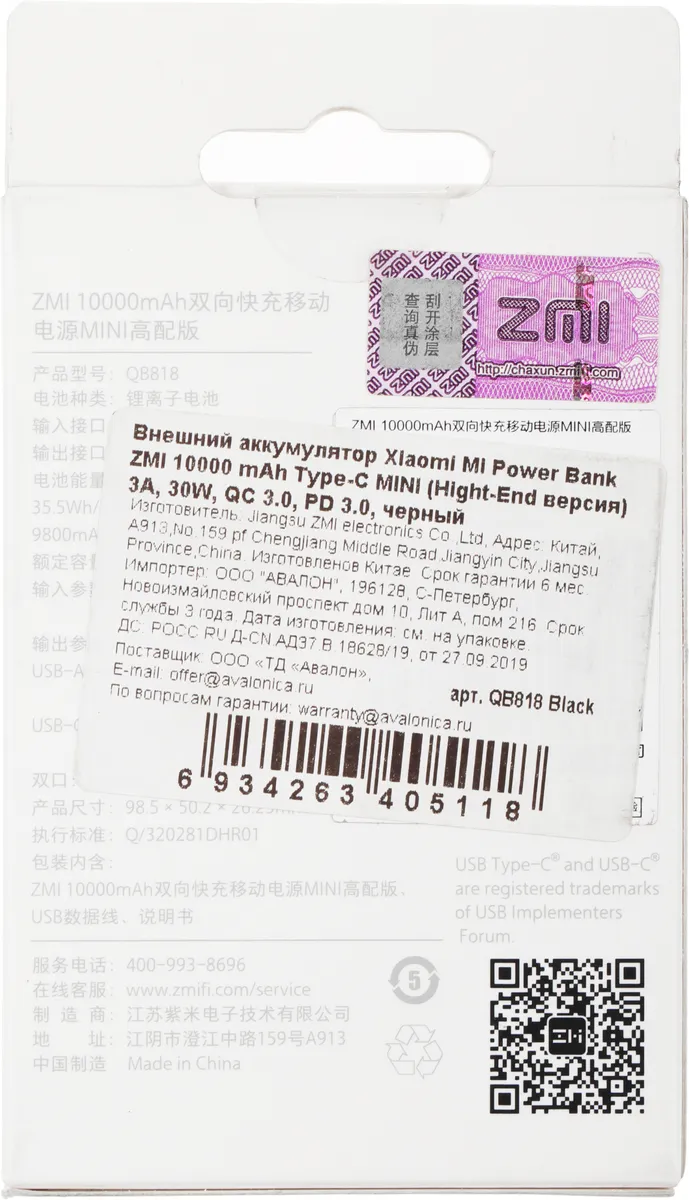 ZMI 10000mAh双向快充移动
电源MINI高配版
产品型号: QB818
电池种类: 锂离子电池
输入接口
输出接口
电池能量
35.5Wh/
9800mA
额定容量
输入参
输出参
USB-A
USB-C
双口:
产品尺寸: 98.5 × 50.2 ×
执行标准: Q/320281DHR01
包装内含:
ZMI 10000mAh双向快充移动电源MINI高配版、
USB数据线、说明书
服务电话: 400-993-8696
在线客服: www.zmifi.com/service
制 造 商: 江苏紫米电子技术有限公司
地 址: 江阴市澄江中路159号A913
中国制造 Made in China
刮开涂层
查询真伪
ZMI
http://chaxun.zmifi.com
ZMI 10000mAh双向快充移动电源MINI高配版
Внешний аккумулятор Xiaomi Mi Power Bank
ZMI 10000 mAh Type-C MINI (Hight-End версия)
3A, 30W, QC 3.0, PD 3.0, черный
Изготовитель: Jiangsu ZMI electronics Co.,Ltd, Адрес: Китай,
A913,No.159 pf Chengjiang Middle Road,Jiangyin City,Jiangsu
Province,China. Изготовленов Китае. Срок гарантии 6 мес.
Импортер: ООО "АВАЛОН", 196128, С-Петербург,
Новоизмайловский проспект дом 10, Лит А, пом 216. Срок
службы 3 года. Дата изготовления: см. на упаковке.
ДС: РОСС RU Д-CN.АД37.В.18628/19, от 27.09.2019
Поставщик: ООО «ТД «Авалон»,
E-mail: offer@avalonica.ru
По вопросам гарантии: warranty@avalonica.ru
арт. QB818 Black
6 934263 405118
USB Type-C® and USB-C®
are registered trademarks
of USB Implementers
Forum.
5